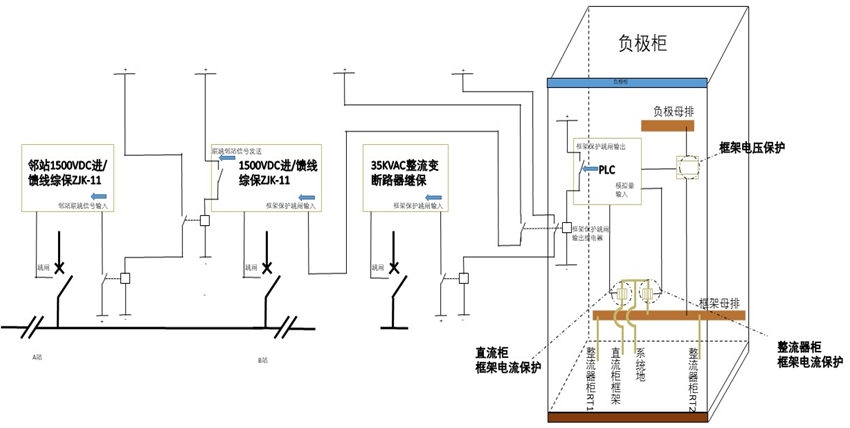 负极柜
负极柜
负极母排
框架电压保护
框架保护跳闸输出
PLC
模拟量
输入
框架保护跳闸
输出继电器
联跳邻站信号发送
邻站1500VDC进/
馈线综保ZJK-11
邻站联跳信号输入
1500VDC进/馈线
综保ZJK-11
框架保护跳闸输入
35KVAC整流变
断路器继保
框架保护跳闸输入
跳闸
跳闸
跳闸
框架母排
直流柜
框架电流保护
整流器柜
框架电流保护
整流器柜RT1
直流柜框架
系统地
整流器柜RT2
A站
B站